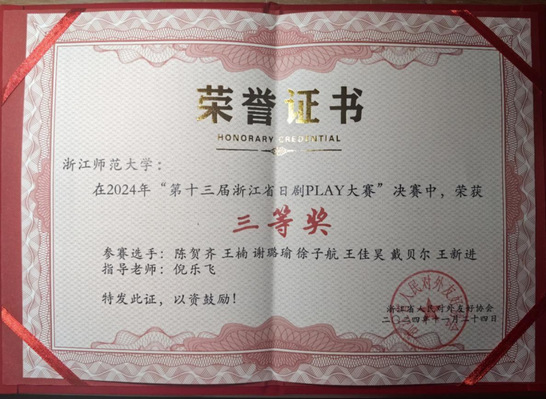 荣誉证书
HONORARY CREDENTIAL
浙江师范大学：
在2024年“第十三届浙江省日剧PLAY大赛”决赛中，荣获
三等奖
参赛选手：陈贺齐 王楠 谢璐瑜 徐子航 王佳昊 戴贝尔 王新进
指导老师：倪乐飞
特发此证，以资鼓励！
浙江省人民对外友好协会
二〇二四年十一月二十四日